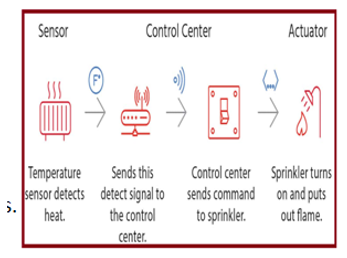 Sensor Control Center Actuator
F°
Temperature
sensor detects
heat.
Sends this
detect signal to
the control
center.
Control center
sends command
to sprinkler.
Sprinkler turns
on and puts
out flame.
s.